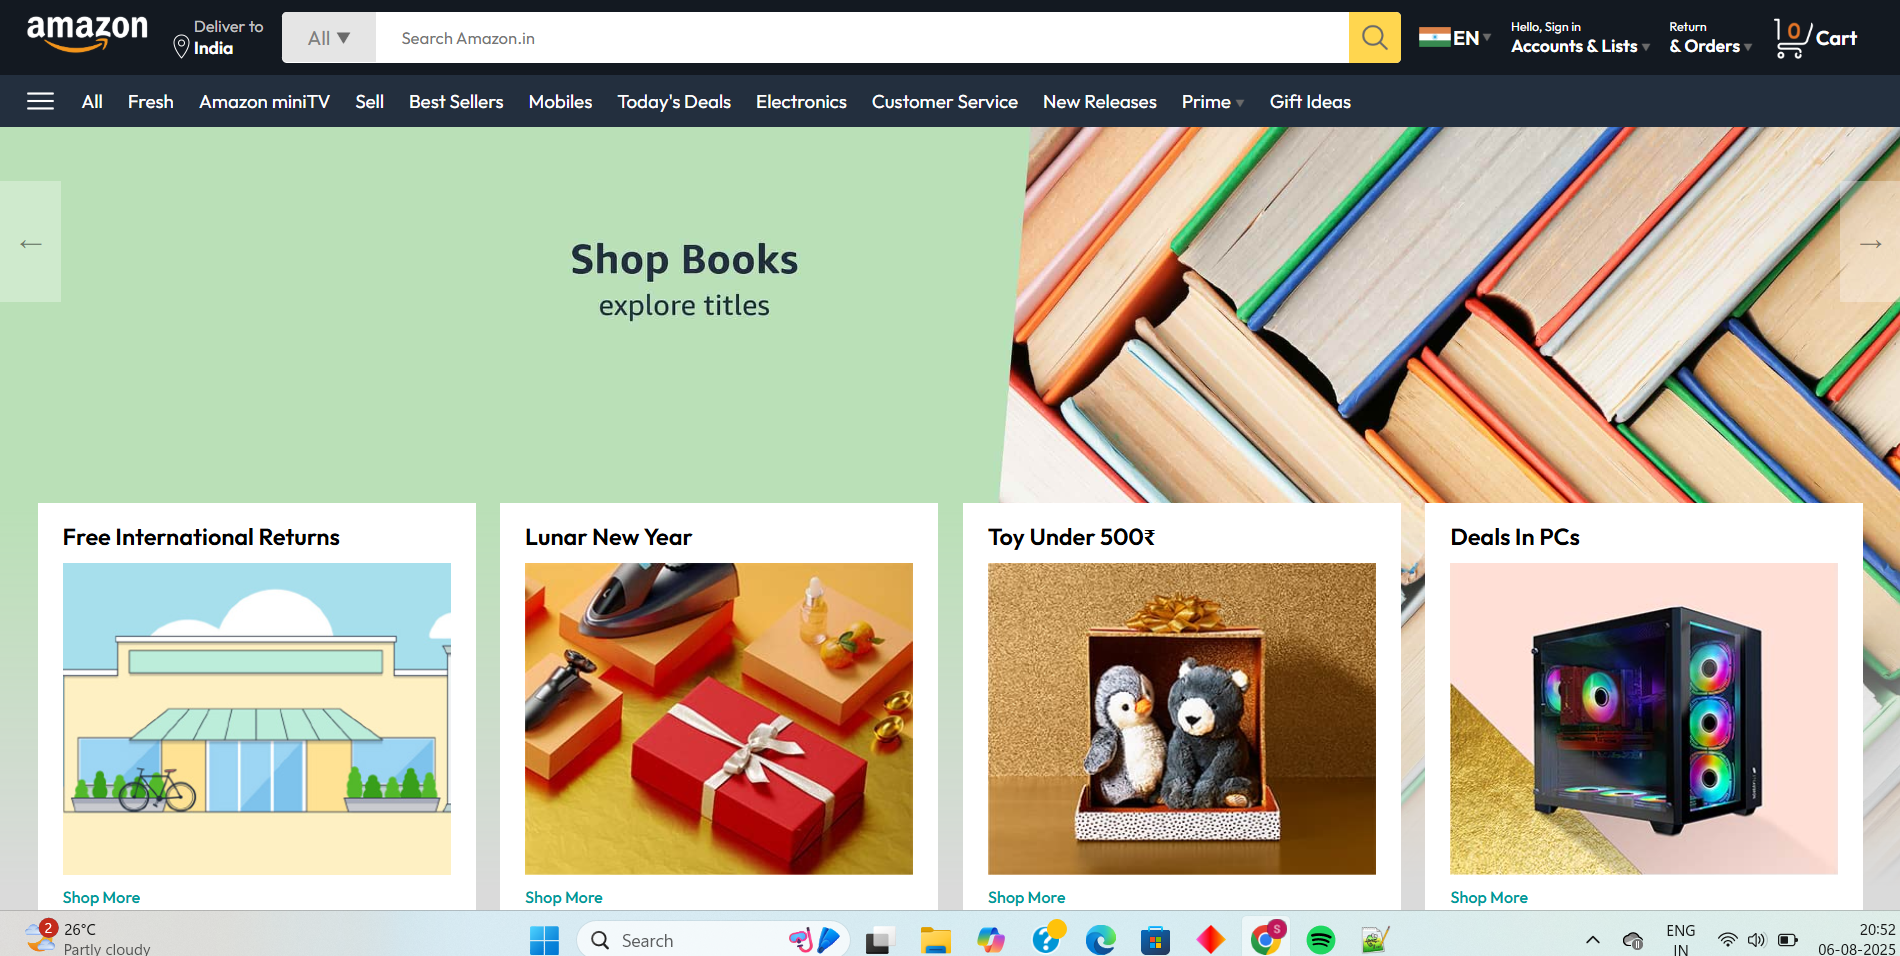 amazon
Deliver to
India
All ▼
Search Amazon.in
EN ▼
Hello, Sign in
Accounts & Lists ▼
Return
& Orders ▼
0
Cart
All
Fresh
Amazon miniTV
Sell
Best Sellers
Mobiles
Today's Deals
Electronics
Customer Service
New Releases
Prime ▼
Gift Ideas
←
Shop Books
explore titles
→
Free International Returns
Lunar New Year
Toy Under 500₹
Deals In PCs
Shop More
Shop More
Shop More
Shop More
2
26°C
Partly cloudy
Search
S
ENG
IN
20:52
06-08-2025